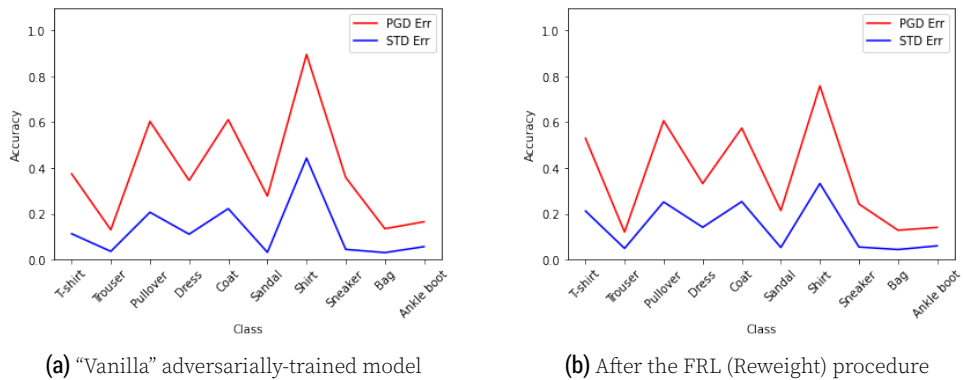 PGD Err
STD Err
1.0
0.8
0.6
0.4
0.2
0.0
Accuracy
T-shirt
Trouser
Pullover
Dress
Coat
Sandal
Shirt
Sneaker
Bag
Ankle boot
Class
(a) “Vanilla” adversarially-trained model
PGD Err
STD Err
1.0
0.8
0.6
0.4
0.2
0.0
Accuracy
T-shirt
Trouser
Pullover
Dress
Coat
Sandal
Shirt
Sneaker
Bag
Ankle boot
Class
(b) After the FRL (Reweight) procedure